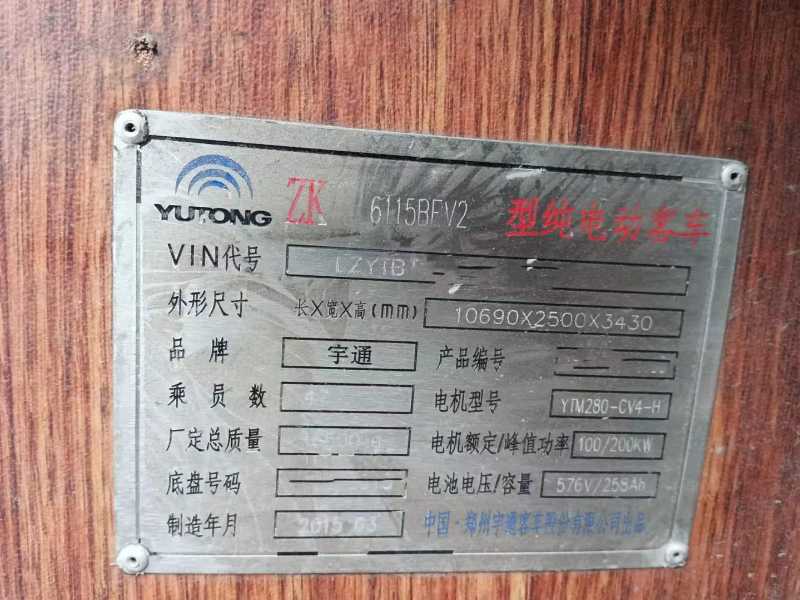 YUTONG ZK 6115BEV2 型纯电动客车
VIN代号 LZYTB
外形尺寸 长X宽X高(mm) 10690X2500X3430
品牌 宇通 产品编号
乘员数 电机型号 YTM280-CV4-H
厂定总质量 电机额定/峰值功率 100/200KW
底盘号码 电池电压/容量 576V/258Ah
制造年月 2015 03 中国·郑州宇通客车股份有限公司出品